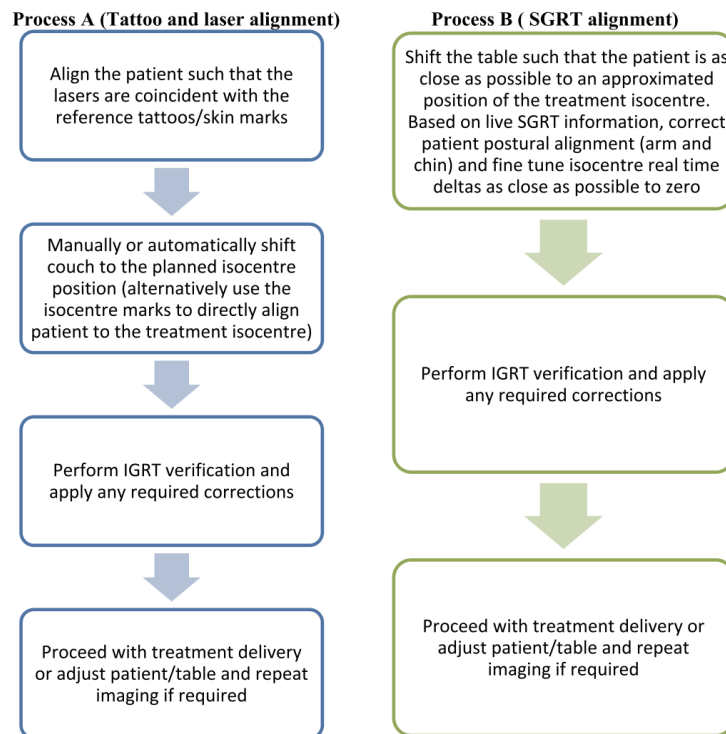 Process A (Tattoo and laser alignment)
Align the patient such that the
lasers are coincident with the
reference tattoos/skin marks
Manually or automatically shift
couch to the planned isocentre
position (alternatively use the
isocentre marks to directly align
patient to the treatment isocentre)
Perform IGRT verification and
apply any required corrections
Proceed with treatment delivery
or adjust patient/table and repeat
imaging if required
Process B ( SGRT alignment)
Shift the table such that the patient is as
close as possible to an approximated
position of the treatment isocentre.
Based on live SGRT information, correct
patient postural alignment (arm and
chin) and fine tune isocentre real time
deltas as close as possible to zero
Perform IGRT verification and apply
any required corrections
Proceed with treatment delivery or
adjust patient/table and repeat
imaging if required